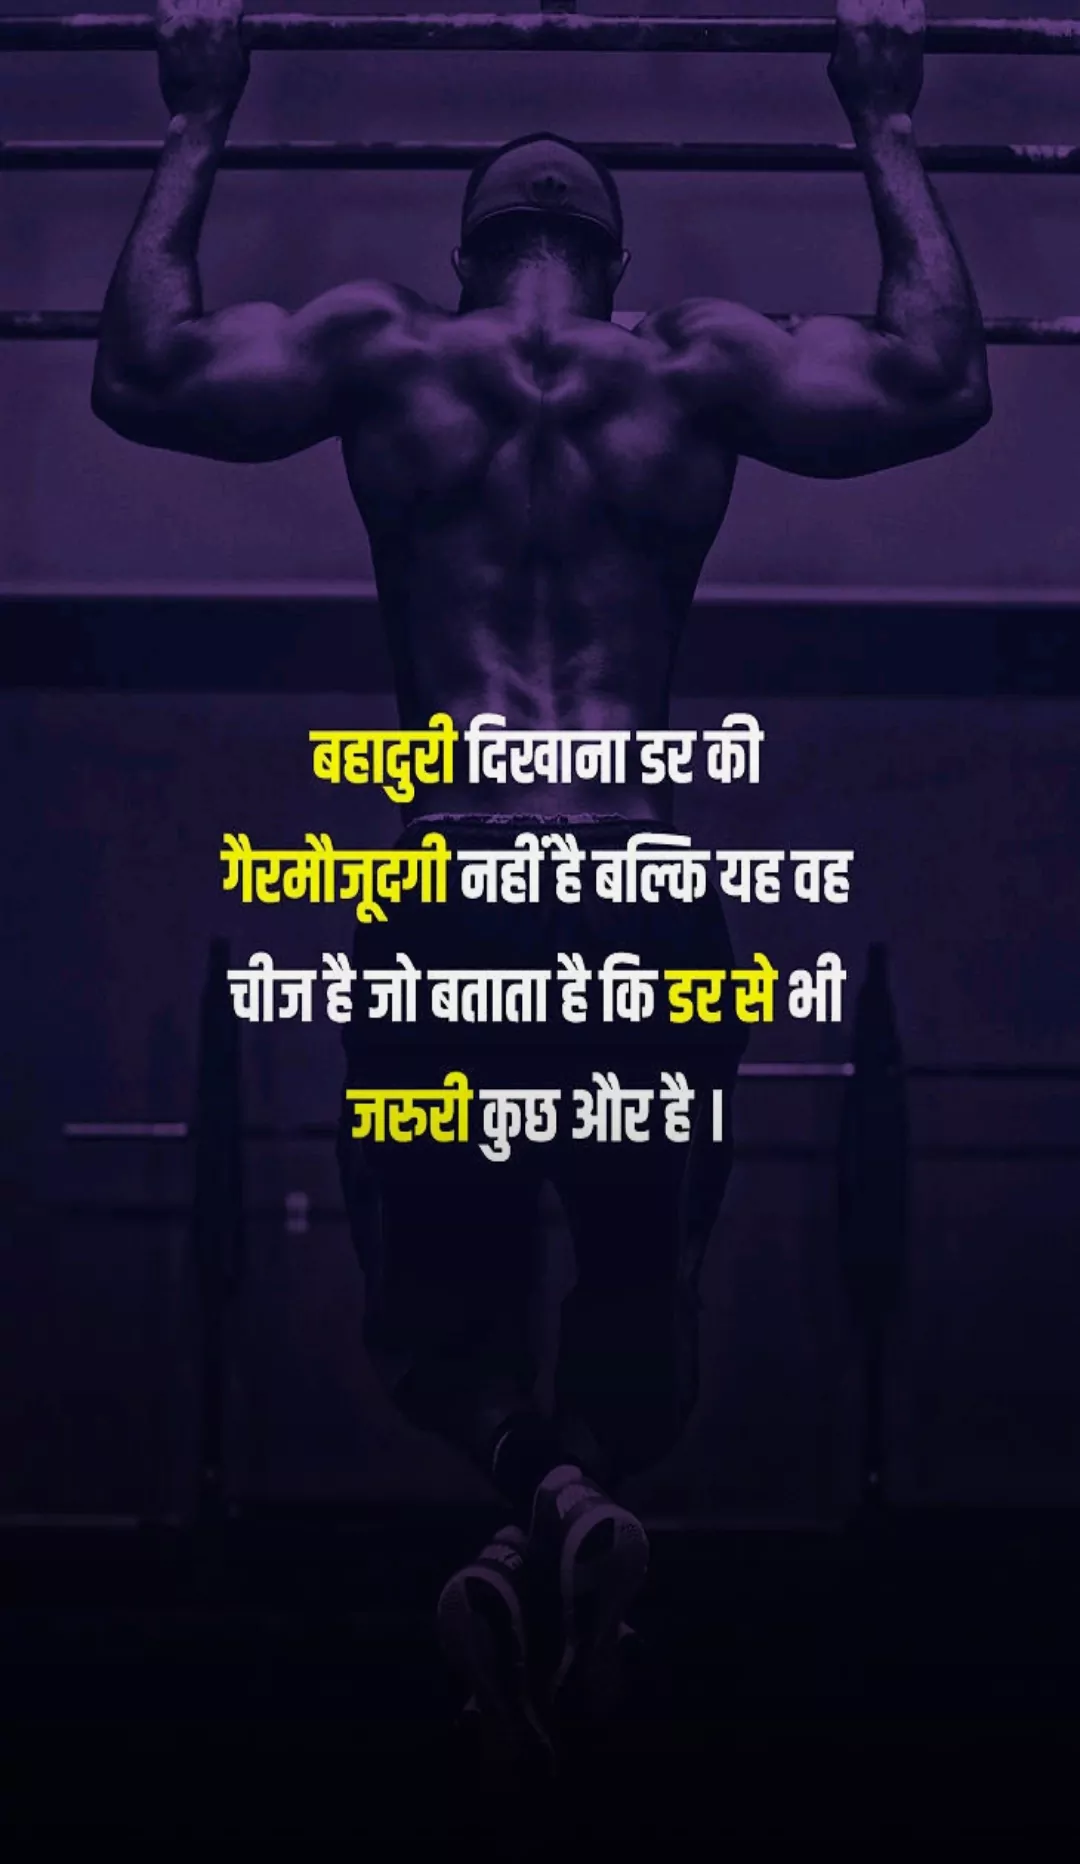 बहादुरी दिखाना डर की
गैरमौजूदगी नहीं है बल्कि यह वह
चीज है जो बताता है कि डर से भी
जरुरी कुछ और है ।